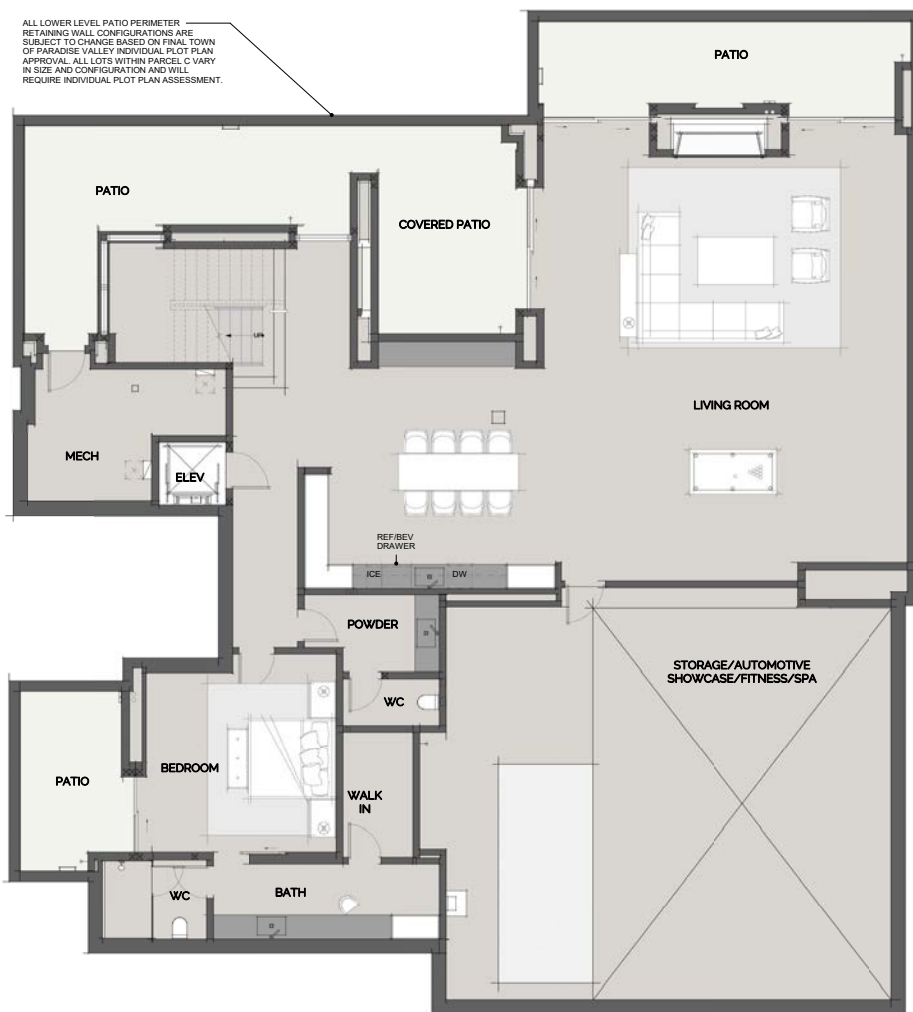 ALL LOWER LEVEL PATIO PERIMETER
RETAINING WALL CONFIGURATIONS ARE
SUBJECT TO CHANGE BASED ON FINAL TOWN
OF PARADISE VALLEY INDIVIDUAL PLOT PLAN
APPROVAL. ALL LOTS WITHIN PARCEL C VARY
IN SIZE AND CONFIGURATION AND WILL
REQUIRE INDIVIDUAL PLOT PLAN ASSESSMENT.
PATIO
PATIO
COVERED PATIO
UP
LIVING ROOM
MECH
ELEV
REF/BEV
DRAWER
ICE
DW
POWDER
STORAGE/AUTOMOTIVE
SHOWCASE/FITNESS/SPA
WC
BEDROOM
PATIO
WALK
IN
WC
BATH